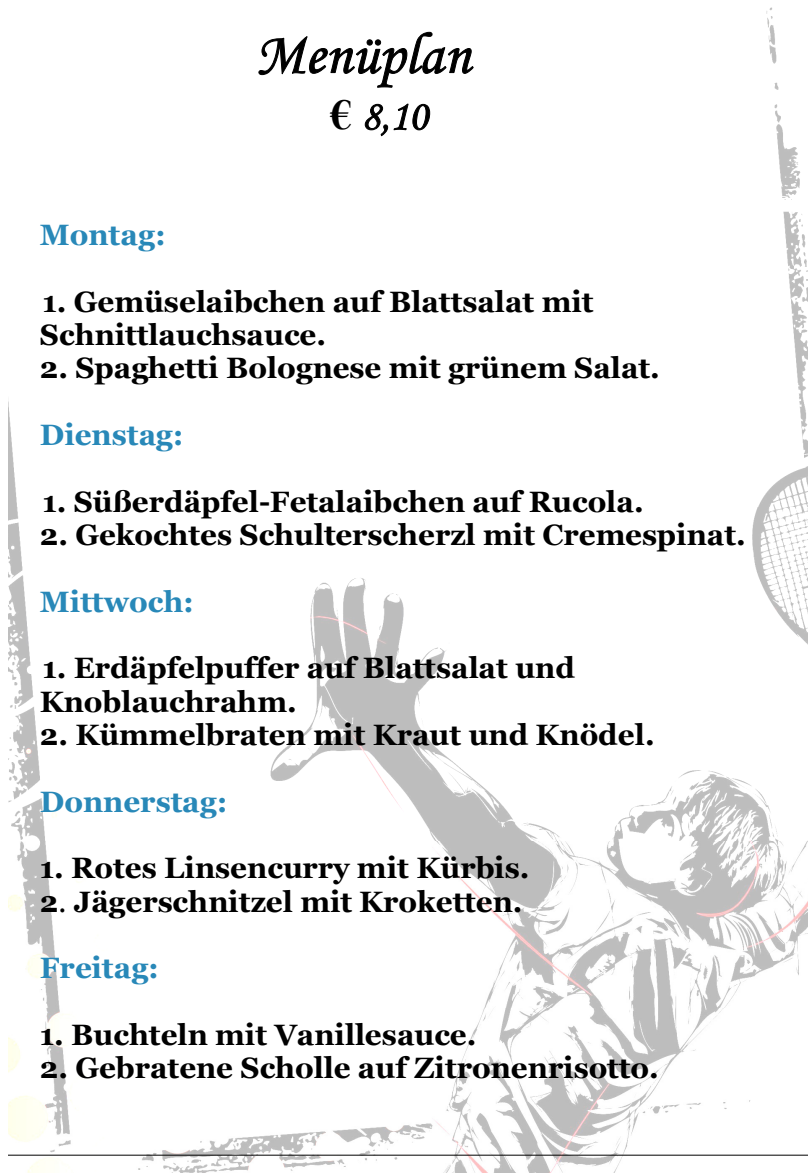 Menüplan
€ 8,10
Montag:
1. Gemüselaibchen auf Blattsalat mit
Schnittlauchsauce.
2. Spaghetti Bolognese mit grünem Salat.
Dienstag:
1. Süßerdäpfel-Fetalaibchen auf Rucola.
2. Gekochtes Schulterscherzl mit Cremespinat.
Mittwoch:
1. Erdäpfelpuffer auf Blattsalat und
Knoblauchrahm.
2. Kümmelbraten mit Kraut und Knödel.
Donnerstag:
1. Rotes Linsencurry mit Kürbis.
2. Jägerschnitzel mit Kroketten.
Freitag:
1. Buchteln mit Vanillesauce.
2. Gebratene Scholle auf Zitronenrisotto.